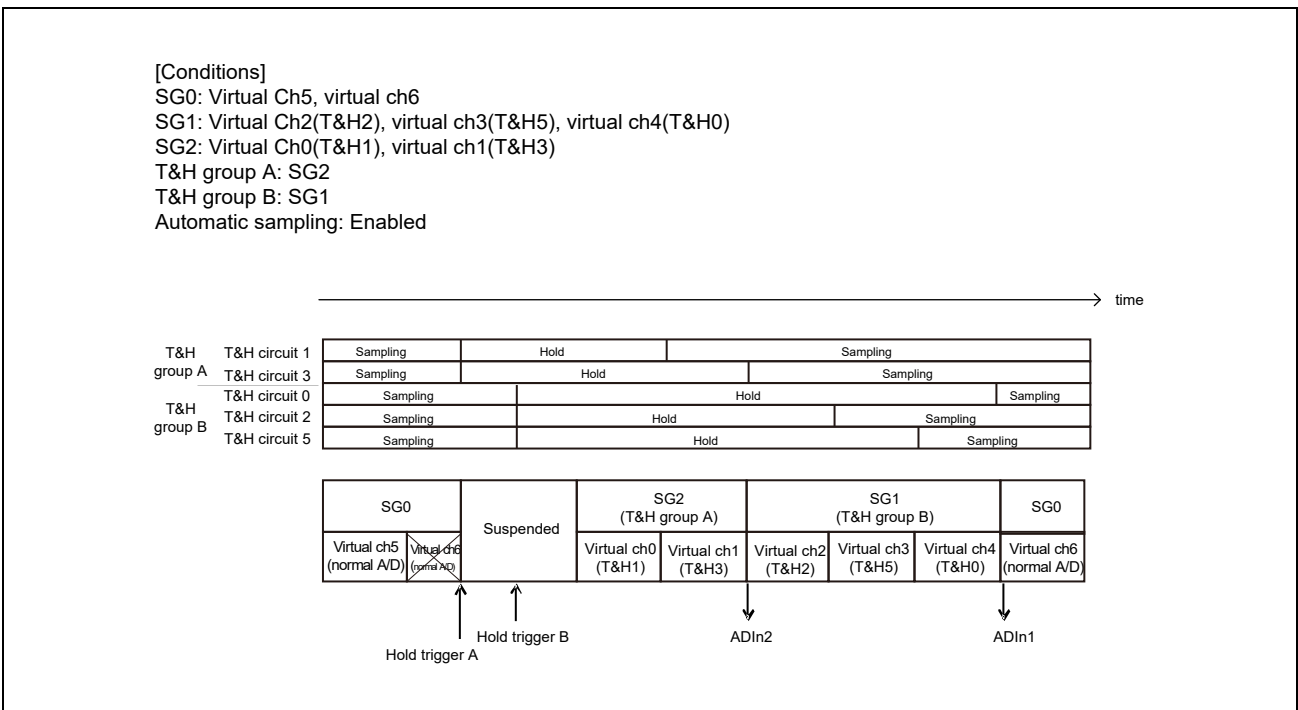 [Conditions]
SG0: Virtual Ch5, virtual ch6
SG1: Virtual Ch2(T&H2), virtual ch3(T&H5), virtual ch4(T&H0)
SG2: Virtual Ch0(T&H1), virtual ch1(T&H3)
T&H group A: SG2
T&H group B: SG1
Automatic sampling: Enabled
time
T&H
group A
T&H circuit 1
Sampling
Hold
Sampling
T&H circuit 3
Sampling
Hold
Sampling
T&H
group B
T&H circuit 0
Sampling
Hold
Sampling
T&H circuit 2
Sampling
Hold
Sampling
T&H circuit 5
Sampling
Hold
Sampling
SG0
Suspended
SG2
(T&H group A)
SG1
(T&H group B)
SG0
Virtual ch5
(normal A/D)
Virtual ch6
(normal A/D)
Virtual ch0
(T&H1)
Virtual ch1
(T&H3)
Virtual ch2
(T&H2)
Virtual ch3
(T&H5)
Virtual ch4
(T&H0)
Virtual ch6
(normal A/D)
Hold trigger A
Hold trigger B
ADIn2
ADIn1